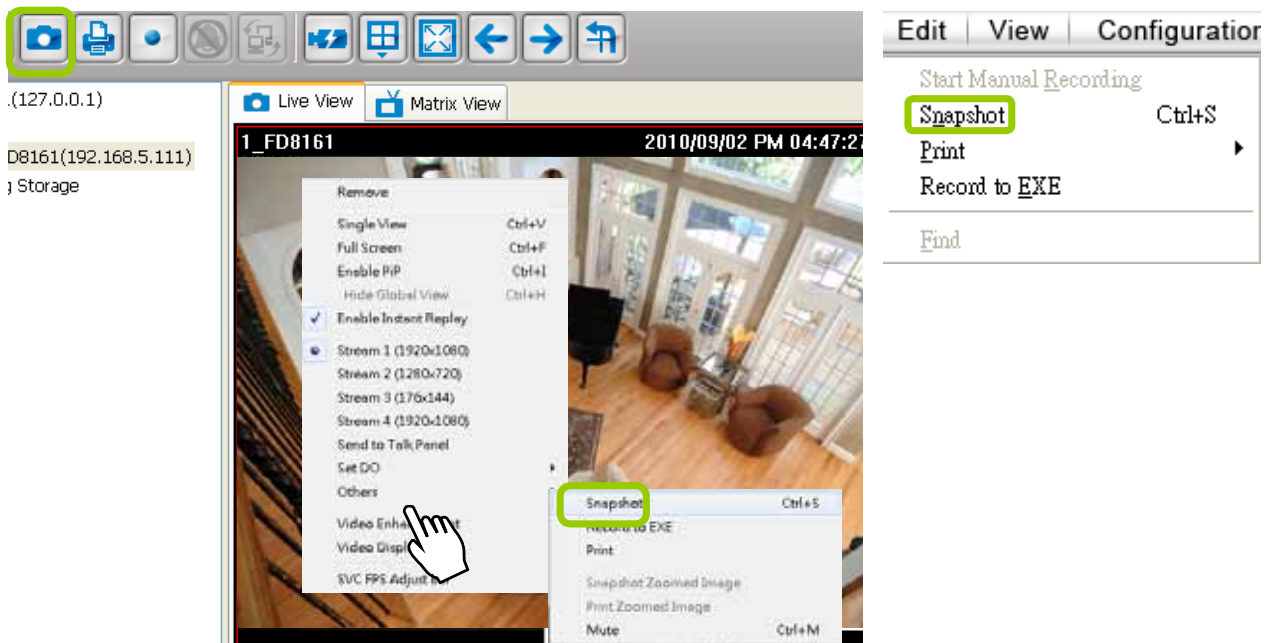 Edit View Configuration
.(127.0.0.1)
Live View Matrix View
Start Manual Recording
Snapshot Ctrl+S
1_FD8161 2010/09/02 PM 04:47:27
D8161(192.168.5.111)
Print
g Storage
Record to EXE
Remove
Single View Ctrl+V
Find
Full Screen Ctrl+F
Enable PiP Ctrl+I
Hide Global View Ctrl+H
Enable Instant Replay
Stream 1 (1920x1080)
Stream 2 (1280x720)
Stream 3 (176x144)
Stream 4 (1920x1080)
Send to Talk Panel
Set DO
Others
Snapshot Ctrl+S
Video Enh
Record to EXE
Video Displ
Print
SVC FPS Adjust
Snapshot Zoomed Image
Print Zoomed Image
Mute Ctrl+M